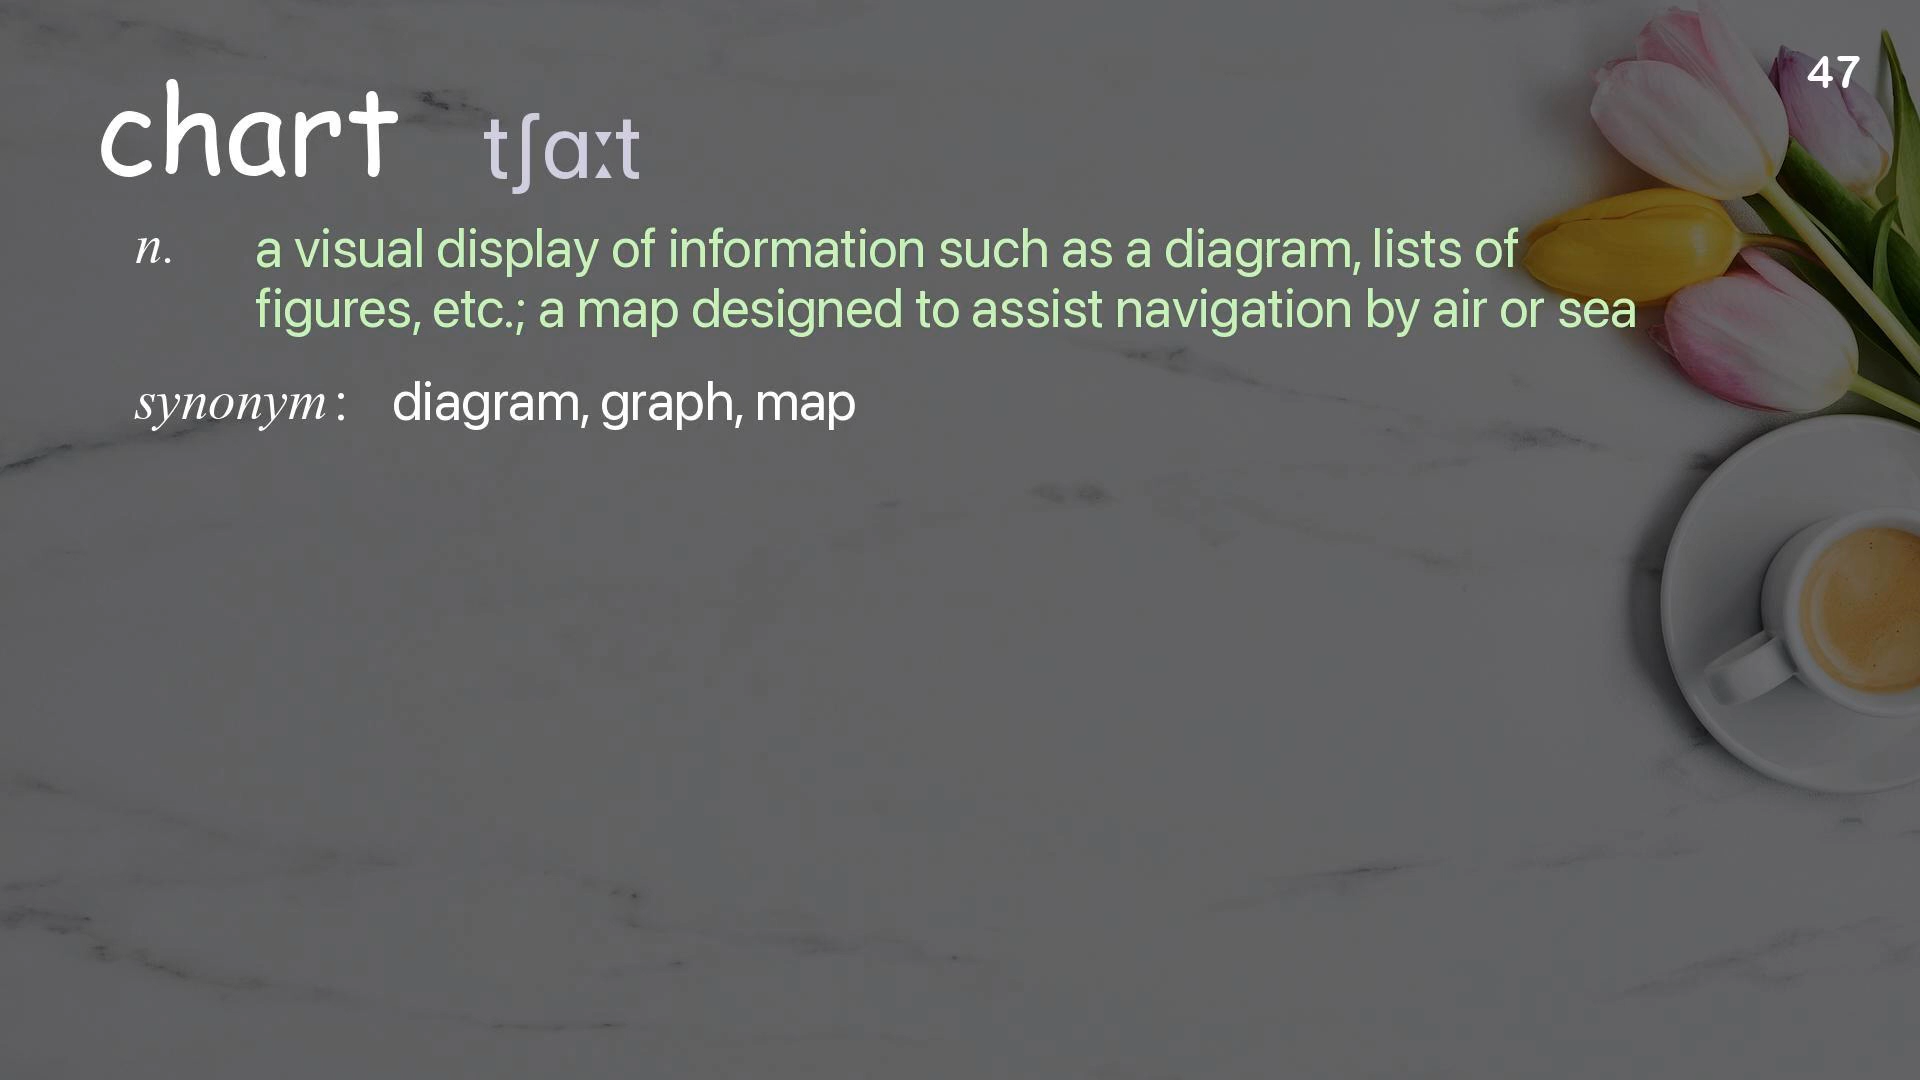 47
chart tʃɑːt
n. a visual display of information such as a diagram, lists of
figures, etc.; a map designed to assist navigation by air or sea
synonym: diagram, graph, map